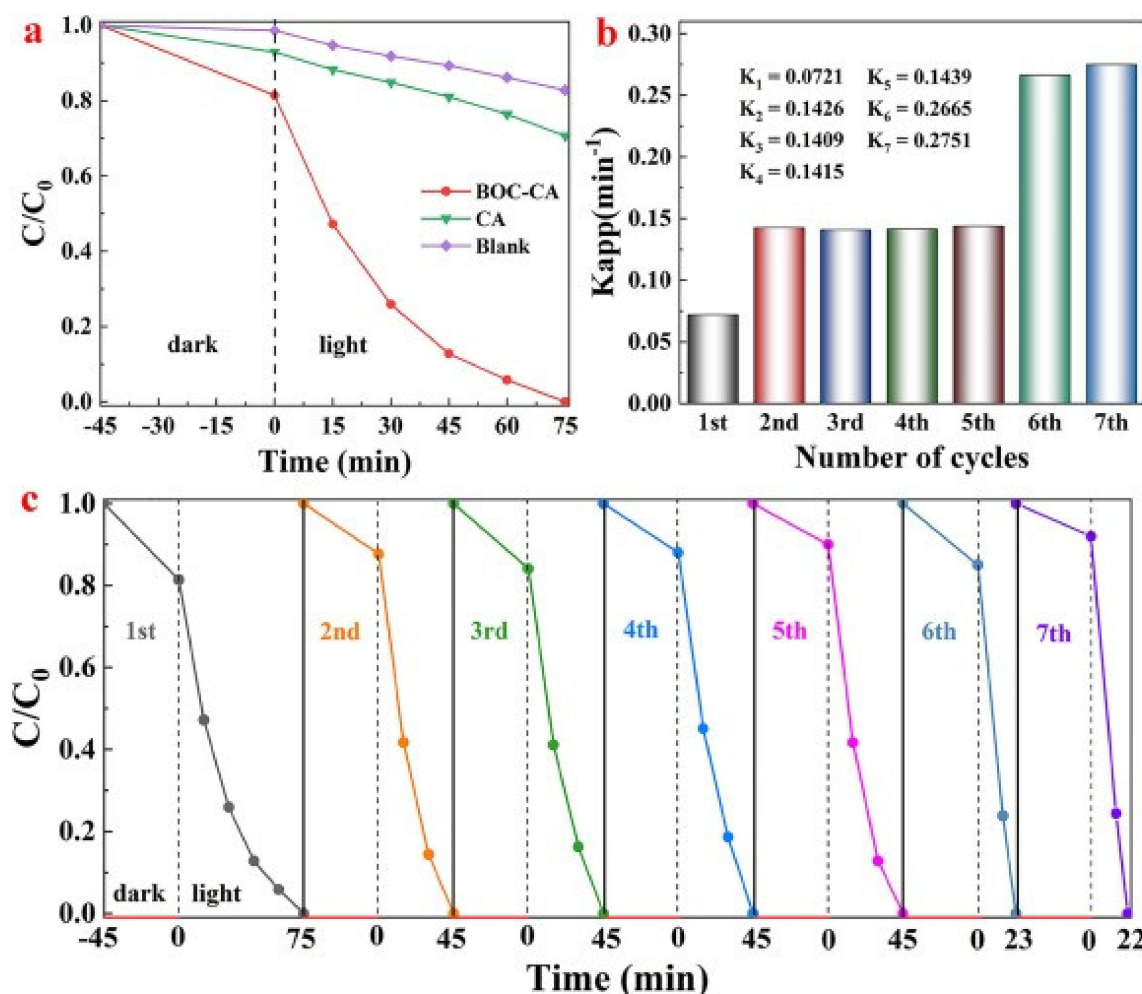 a
1.0
0.8
0.6
0.4
0.2
0.0
C/C₀
BOC-CA
CA
Blank
dark
light
-45 -30 -15 0 15 30 45 60 75
Time (min)
b
0.30
0.25
0.20
0.15
0.10
0.05
0.00
Kapp(min⁻¹)
K₁ = 0.0721 K₅ = 0.1439
K₂ = 0.1426 K₆ = 0.2665
K₃ = 0.1409 K₇ = 0.2751
K₄ = 0.1415
1st 2nd 3rd 4th 5th 6th 7th
Number of cycles
c
1.0
0.8
0.6
0.4
0.2
0.0
C/C₀
1st 2nd 3rd 4th 5th 6th 7th
dark light
-45 0 75 0 45 0 45 0 45 0 45 0 23 0 22
Time (min)